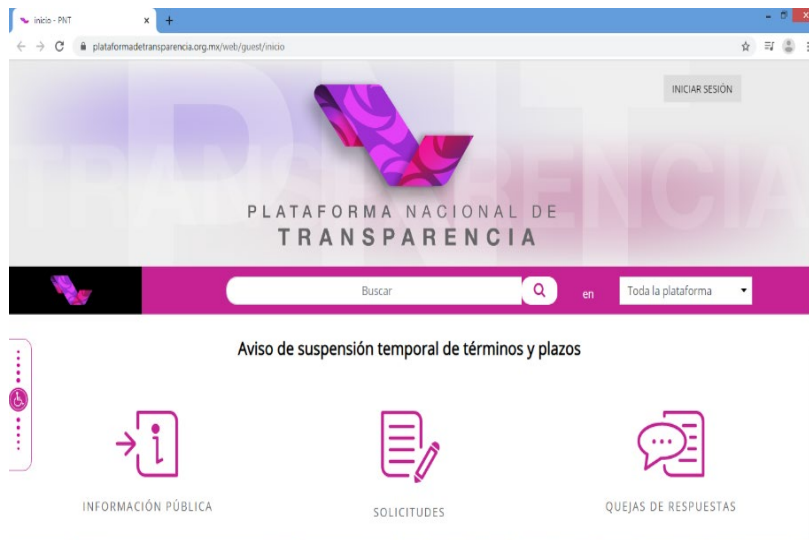 inicio - PNT
plataformadetransparencia.org.mx/web/guest/inicio
INICIAR SESIÓN
PNT
TRANSPARENCIA
PLATAFORMA NACIONAL DE
TRANSPARENCIA
Buscar
en
Toda la plataforma
Aviso de suspensión temporal de términos y plazos
INFORMACIÓN PÚBLICA
SOLICITUDES
QUEJAS DE RESPUESTAS